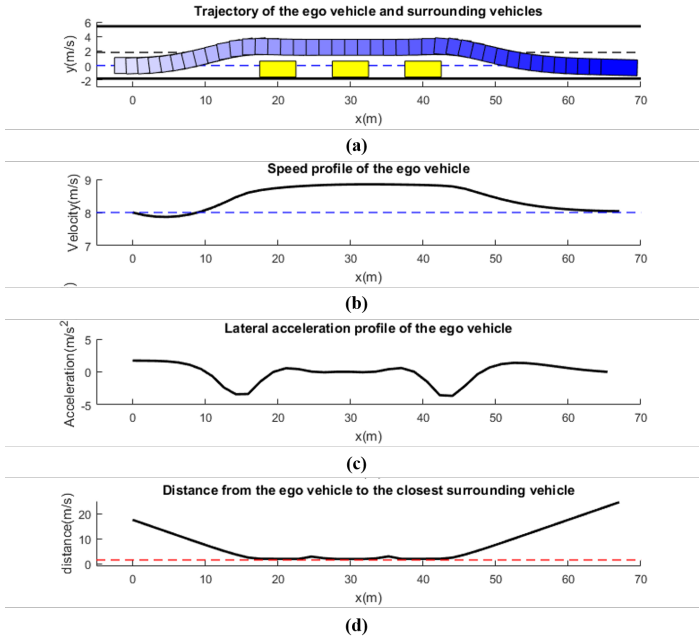 Trajectory of the ego vehicle and surrounding vehicles
y(m/s)
6
4
2
0
-2
0 10 20 30 40 50 60 70
x(m)
(a)
Speed profile of the ego vehicle
Velocity(m/s)
9
8
7
0 10 20 30 40 50 60 70
x(m)
)
(b)
Lateral acceleration profile of the ego vehicle
Acceleration(m/s2
5
0
-5
0 10 20 30 40 50 60 70
x(m)
(c)
Distance from the ego vehicle to the closest surrounding vehicle
distance(m/s)
20
10
0
0 10 20 30 40 50 60 70
x(m)
(d)